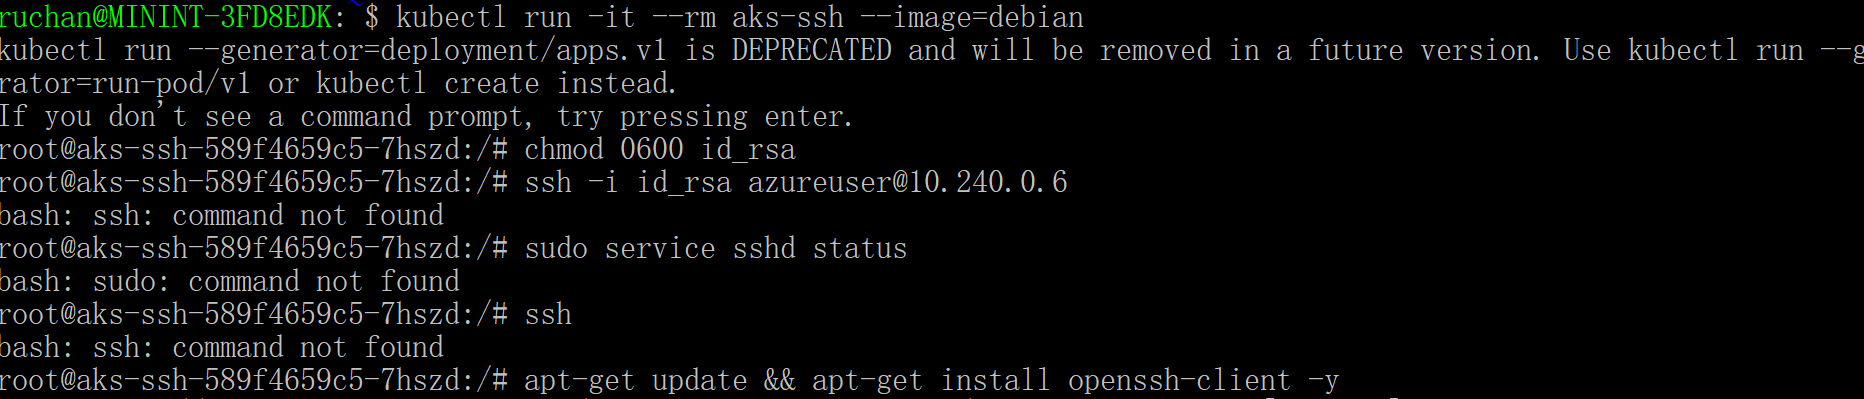 ruchan@MININT-3FD8EDK:~$ kubectl run -it --rm aks-ssh --image=debian
kubectl run --generator=deployment/apps.v1 is DEPRECATED and will be removed in a future version. Use kubectl run --g
rator=run-pod/v1 or kubectl create instead.
If you don't see a command prompt, try pressing enter.
root@aks-ssh-589f4659c5-7hszd:/# chmod 0600 id_rsa
root@aks-ssh-589f4659c5-7hszd:/# ssh -i id_rsa azureuser@10.240.0.6
bash: ssh: command not found
root@aks-ssh-589f4659c5-7hszd:/# sudo service sshd status
bash: sudo: command not found
root@aks-ssh-589f4659c5-7hszd:/# ssh
bash: ssh: command not found
root@aks-ssh-589f4659c5-7hszd:/# apt-get update && apt-get install openssh-client -y